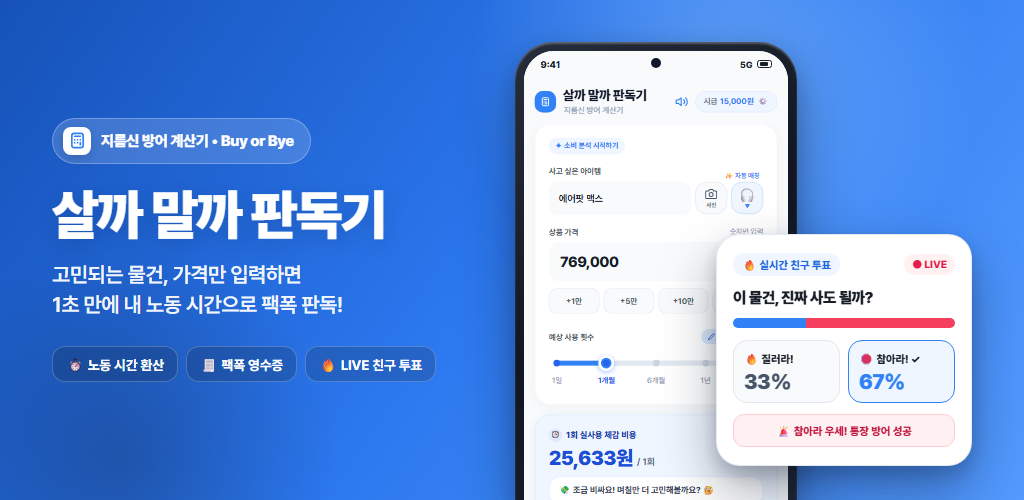 지름신 방어 계산기 • Buy or Bye
살까 말까 판독기
고민되는 물건, 가격만 입력하면
1초 만에 내 노동 시간으로 팩폭 판독!
노동 시간 환산
팩폭 영수증
LIVE 친구 투표
9:41
5G
살까 말까 판독기
지름신 방어 계산기
시급 15,000원
소비 분석 시작하기
사고 싶은 아이템
자동 매칭
에어팟 맥스
사진
상품 가격
숫자만 입력
769,000
+1만
+5만
+10만
예상 사용 횟수
1일
1개월
6개월
1년
1회 실사용 체감 비용
25,633원 / 1회
조금 비싸요! 며칠만 더 고민해볼까요?
실시간 친구 투표
LIVE
이 물건, 진짜 사도 될까?
질러라!
33%
참아라! ✓
67%
참아라 우세! 통장 방어 성공